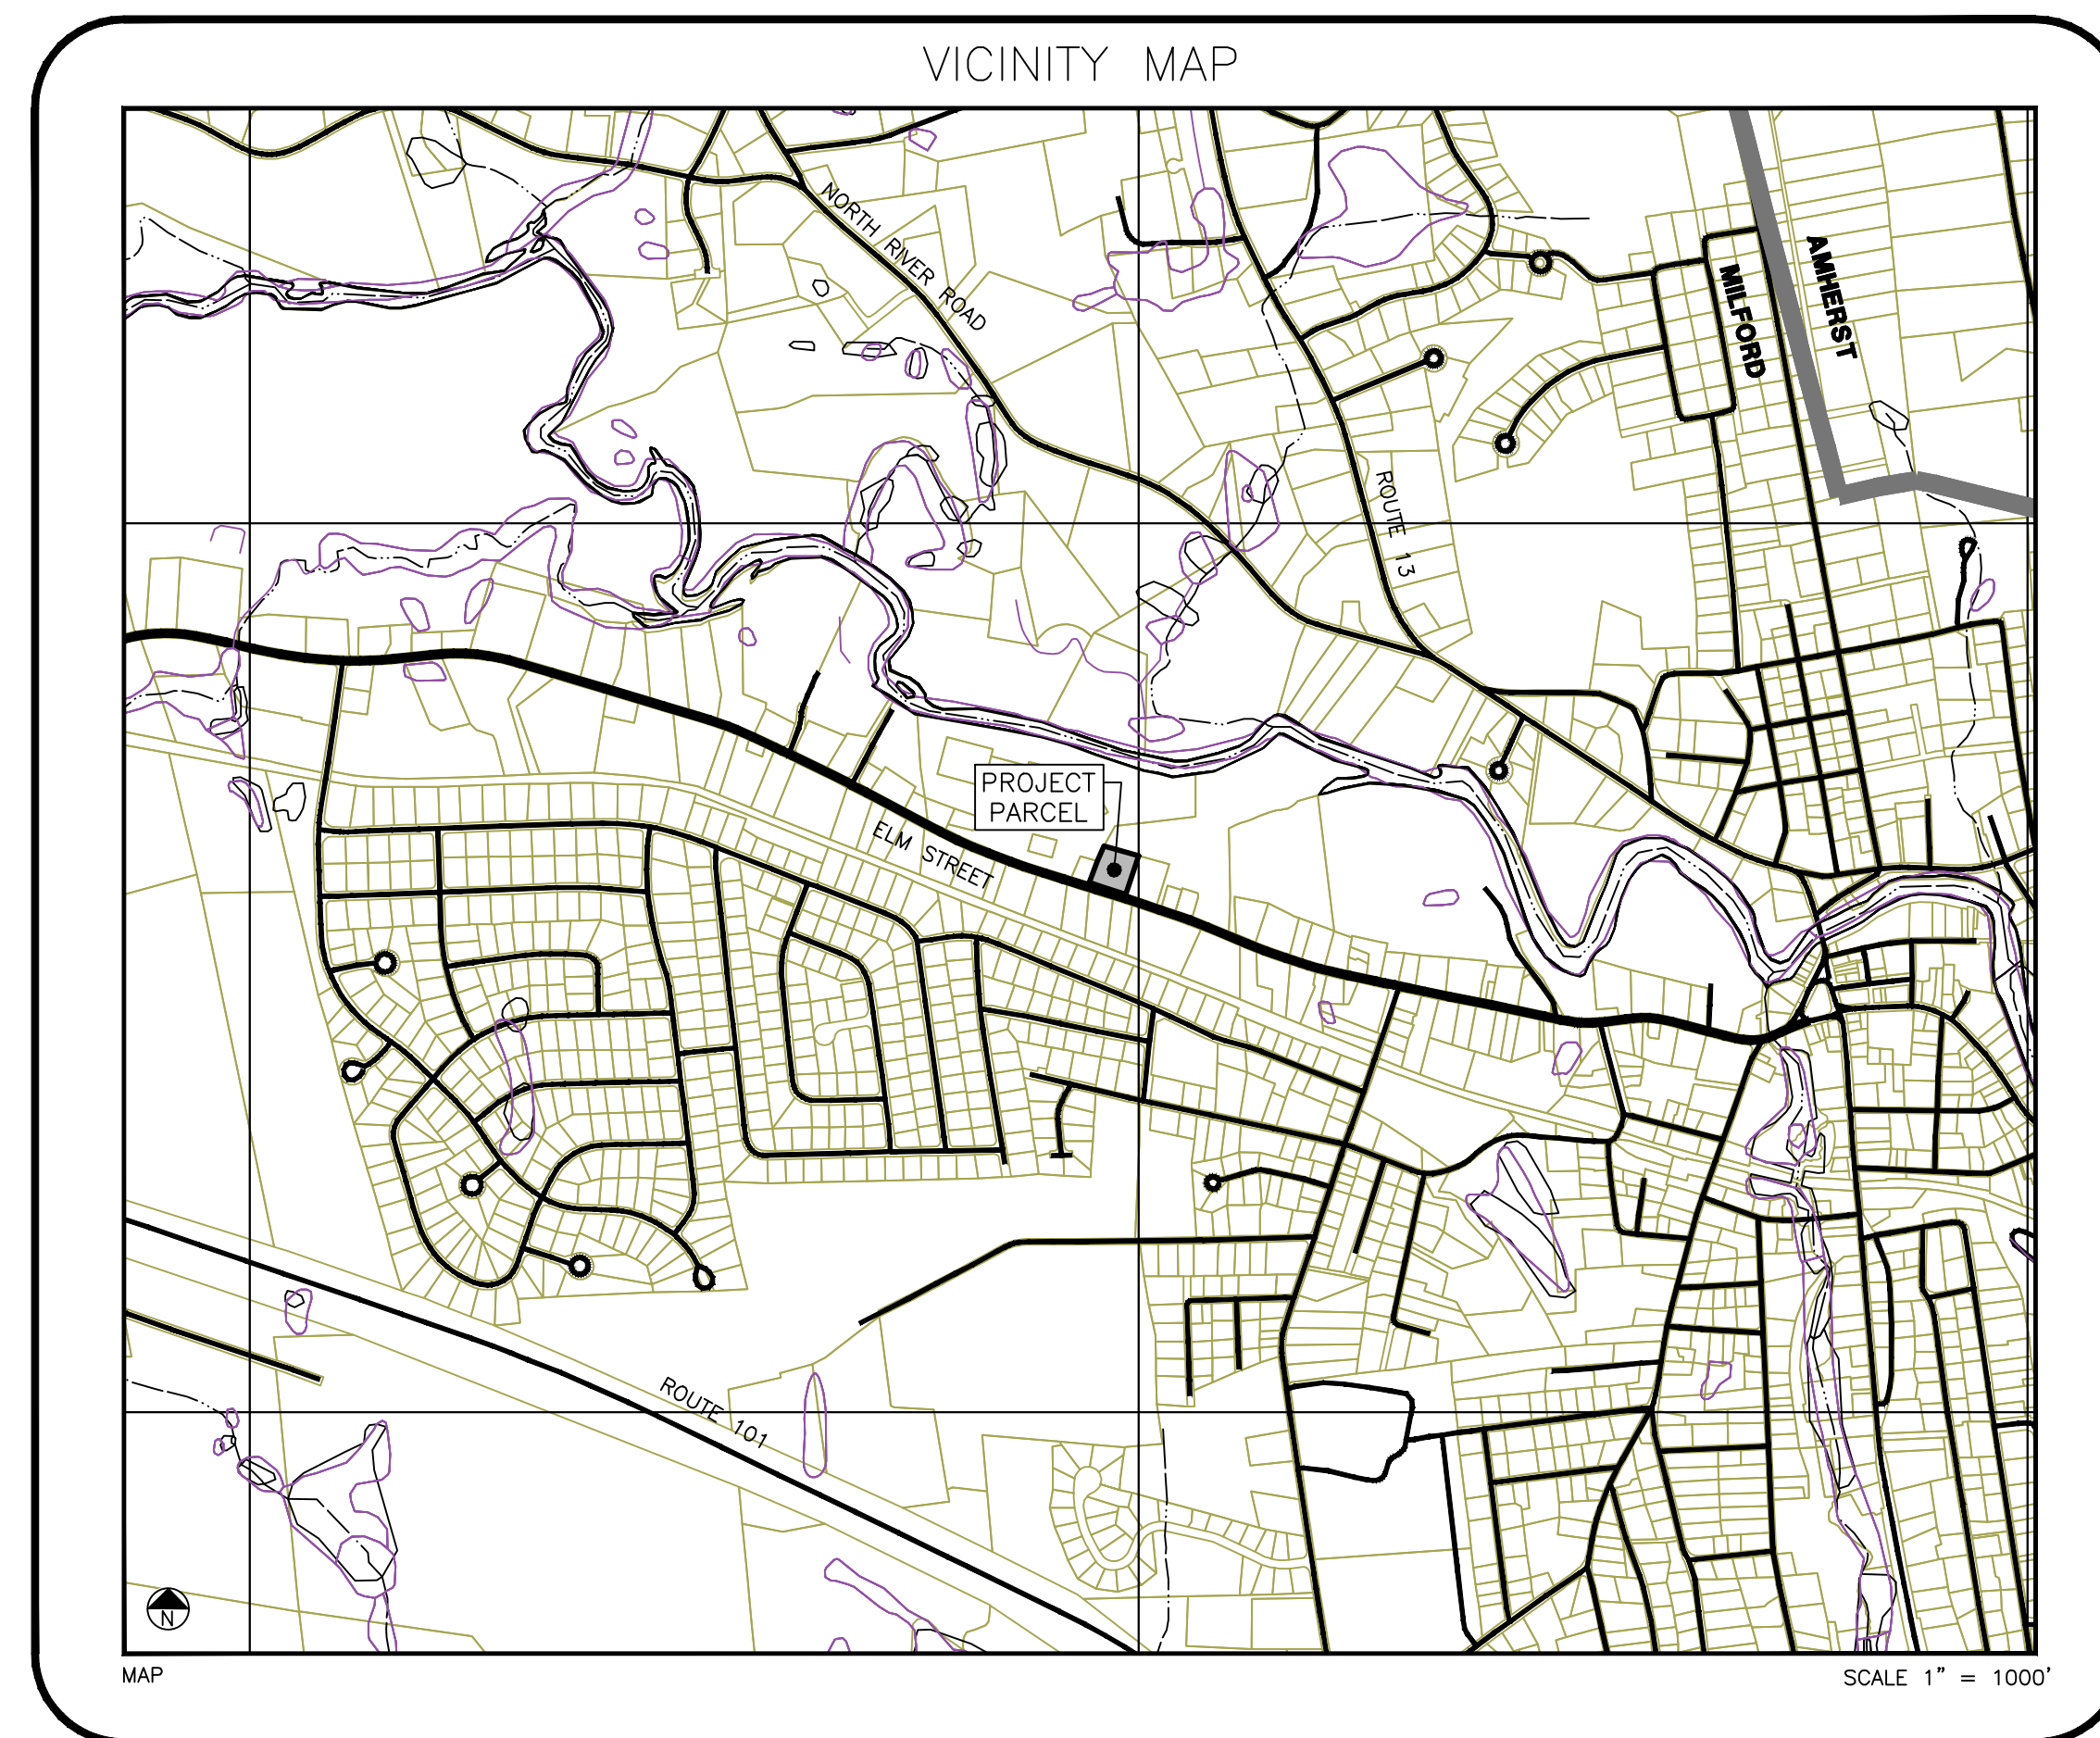 VICINITY MAP
NORTH RIVER ROAD
AMHERST
MILFORD
ROUTE 13
PROJECT
PARCEL
ELM STREET
ROUTE 101
N
MAP
SCALE 1" = 1000'